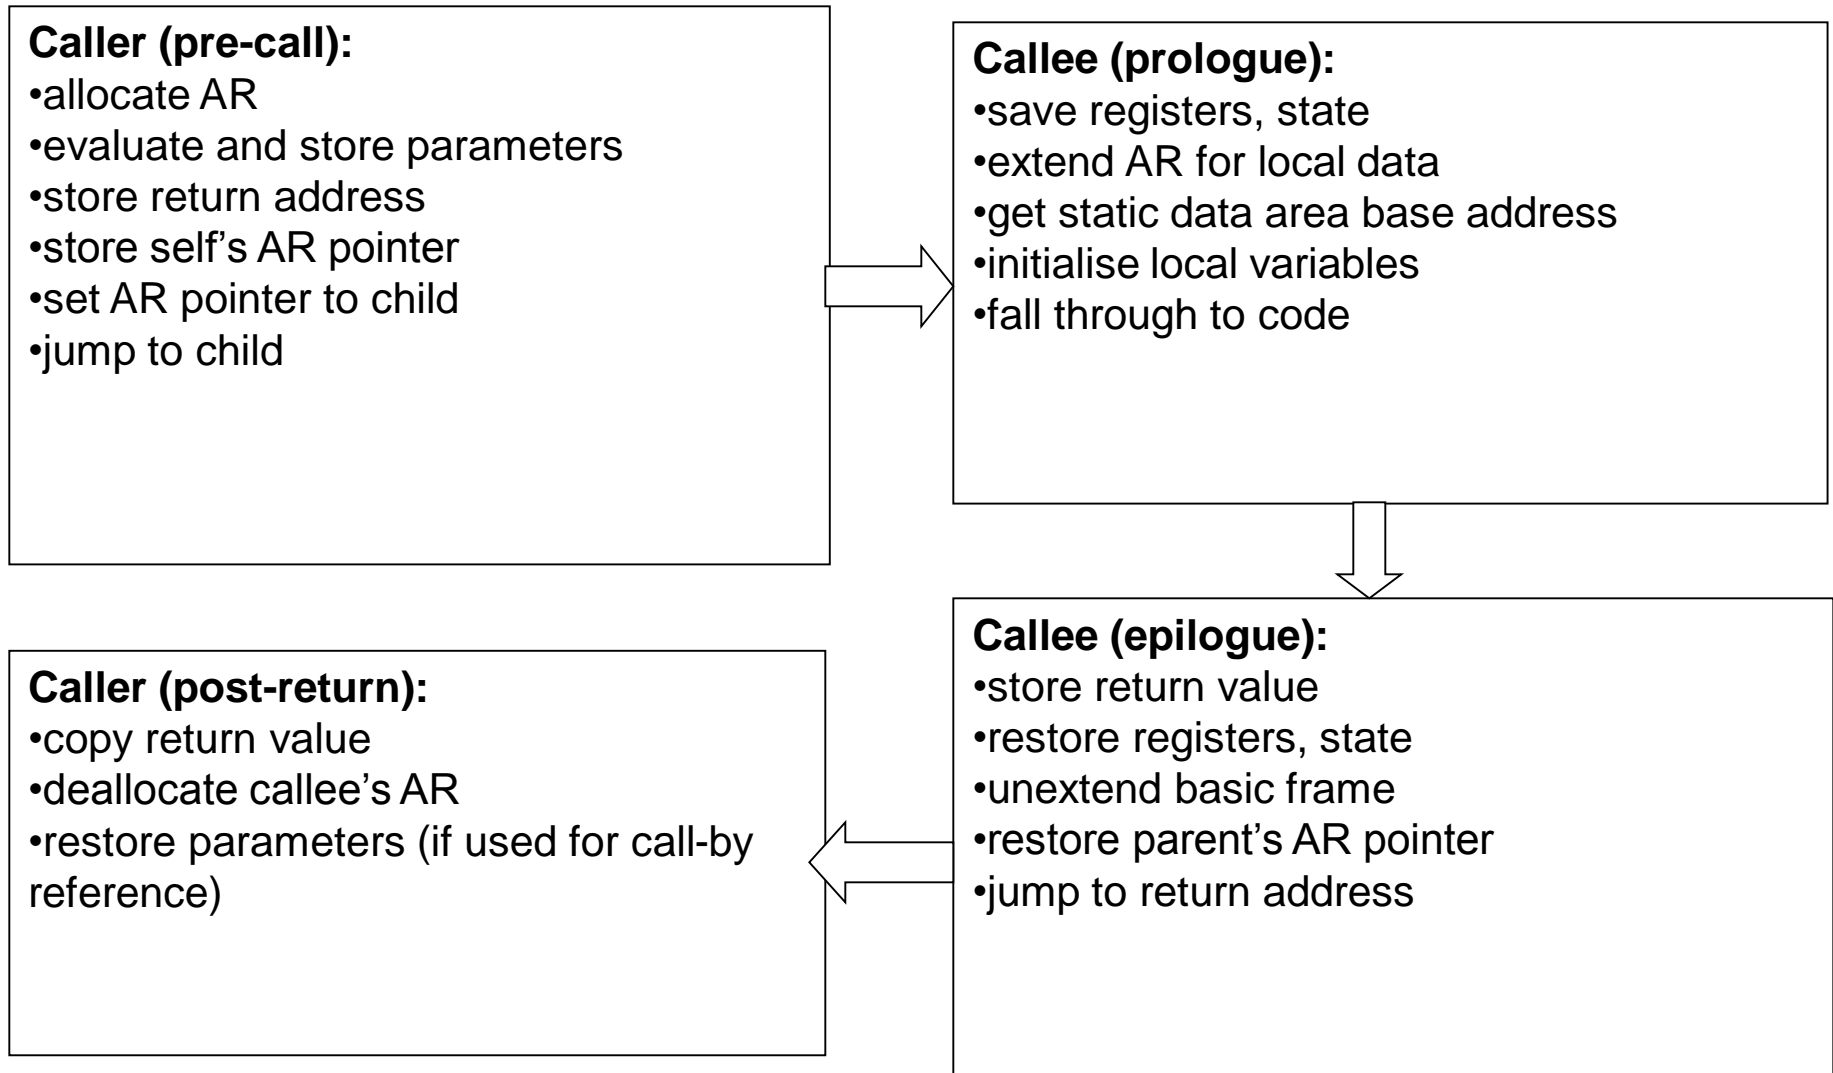 Caller (pre-call):
•allocate AR
•evaluate and store parameters
•store return address
•store self’s AR pointer
•set AR pointer to child
•jump to child
Callee (prologue):
•save registers, state
•extend AR for local data
•get static data area base address
•initialise local variables
•fall through to code
Callee (epilogue):
•store return value
•restore registers, state
•unextend basic frame
•restore parent’s AR pointer
•jump to return address
Caller (post-return):
•copy return value
•deallocate callee’s AR
•restore parameters (if used for call-by
reference)